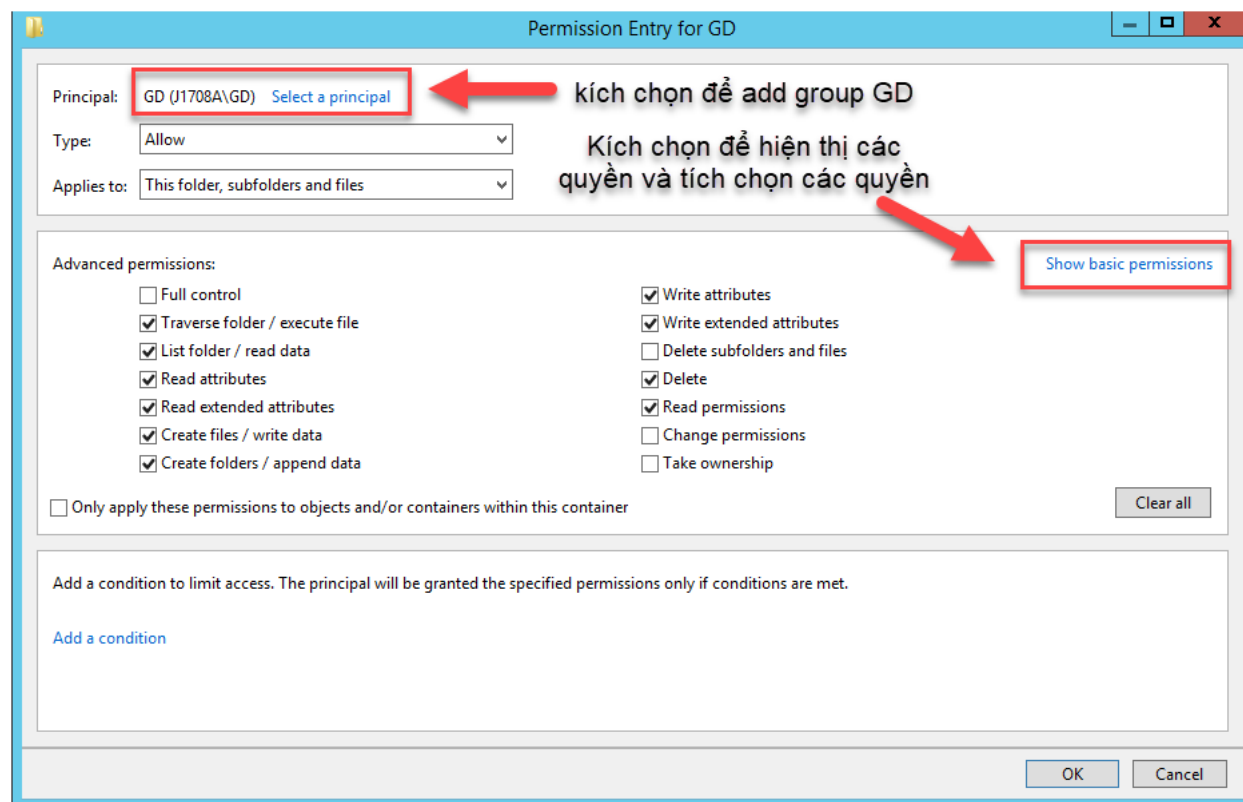 Permission Entry for GD
Principal: GD (J1708A\GD) Select a principal
kích chọn để add group GD
Type: Allow
Kích chọn để hiện thị các
quyền và tích chọn các quyền
Applies to: This folder, subfolders and files
Advanced permissions:
Show basic permissions
Full control
Traverse folder / execute file
List folder / read data
Read attributes
Read extended attributes
Create files / write data
Create folders / append data
Write attributes
Write extended attributes
Delete subfolders and files
Delete
Read permissions
Change permissions
Take ownership
Only apply these permissions to objects and/or containers within this container
Clear all
Add a condition to limit access. The principal will be granted the specified permissions only if conditions are met.
Add a condition
OK
Cancel